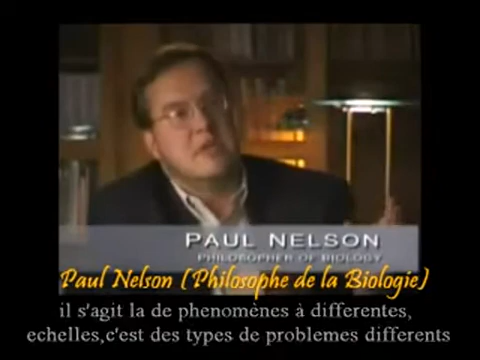 PAUL NELSON
PHILOSOPHER OF BIOLOGY
Paul Nelson (Philosophe de la Biologie)
il s'agit la de phenomènes à differentes,
echelles,c'est des types de problemes differents